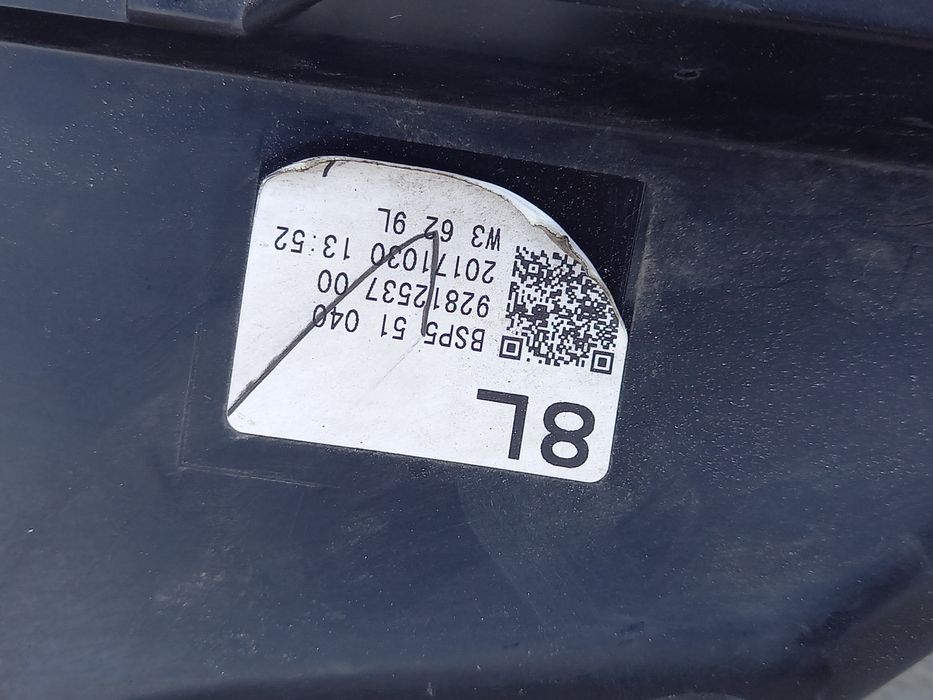 8L
BSP5 51 040
92812537 00
20171030 13:52
W3 62 9L